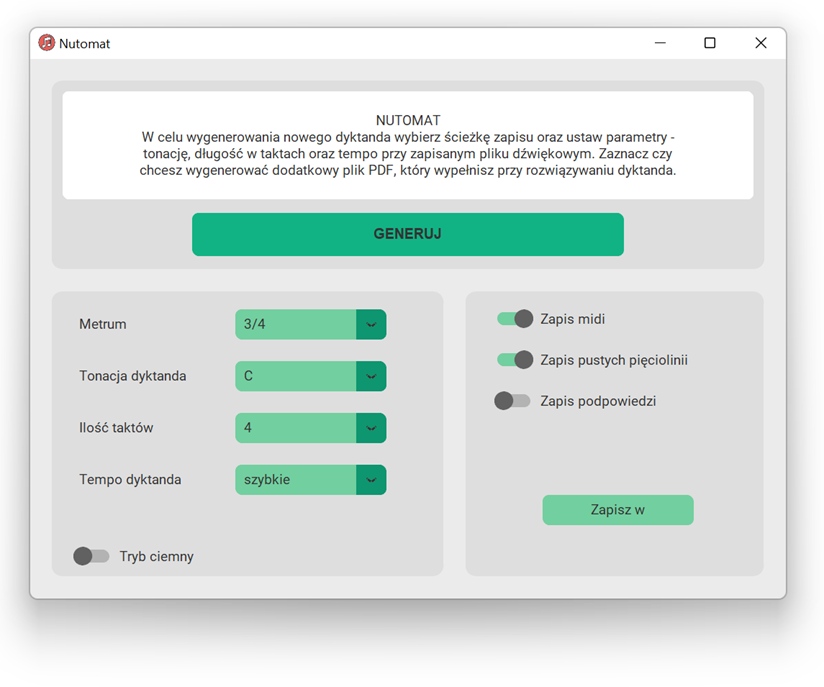 Nutomat
NUTOMAT
W celu wygenerowania nowego dyktanda wybierz ścieżkę zapisu oraz ustaw parametry -
tonację, długość w taktach oraz tempo przy zapisanym pliku dźwiękowym. Zaznacz czy
chcesz wygenerować dodatkowy plik PDF, który wypełnisz przy rozwiązywaniu dyktanda.
GENERUJ
Metrum 3/4
Tonacja dyktanda C
Ilość taktów 4
Tempo dyktanda szybkie
Tryb ciemny
Zapis midi
Zapis pustych pięciolinii
Zapis podpowiedzi
Zapisz w